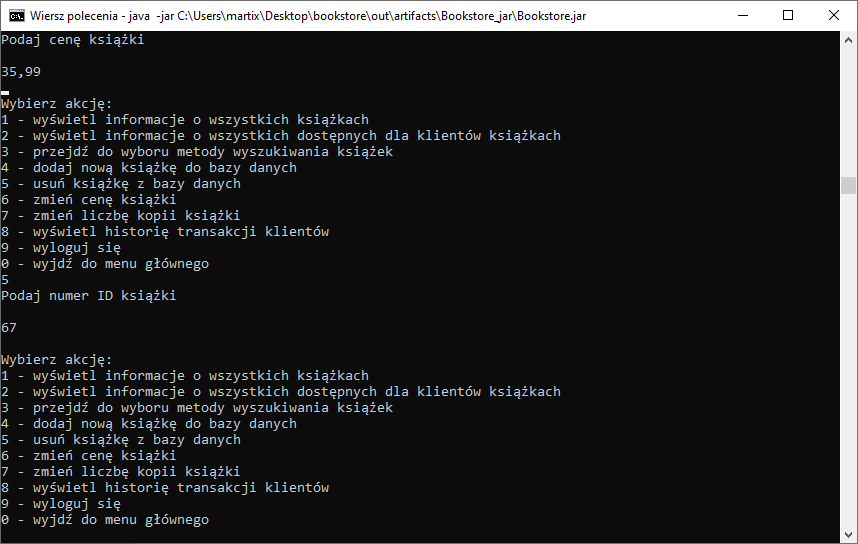 Wiersz polecenia - java  -jar C:\Users\martix\Desktop\bookstore\out\artifacts\Bookstore_jar\Bookstore.jar
Podaj cenę książki
35,99
Wybierz akcję:
1 - wyświetl informacje o wszystkich książkach
2 - wyświetl informacje o wszystkich dostępnych dla klientów książkach
3 - przejdź do wyboru metody wyszukiwania książek
4 - dodaj nową książkę do bazy danych
5 - usuń książkę z bazy danych
6 - zmień cenę książki
7 - zmień liczbę kopii książki
8 - wyświetl historię transakcji klientów
9 - wyloguj się
0 - wyjdź do menu głównego
5
Podaj numer ID książki
67
Wybierz akcję:
1 - wyświetl informacje o wszystkich książkach
2 - wyświetl informacje o wszystkich dostępnych dla klientów książkach
3 - przejdź do wyboru metody wyszukiwania książek
4 - dodaj nową książkę do bazy danych
5 - usuń książkę z bazy danych
6 - zmień cenę książki
7 - zmień liczbę kopii książki
8 - wyświetl historię transakcji klientów
9 - wyloguj się
0 - wyjdź do menu głównego